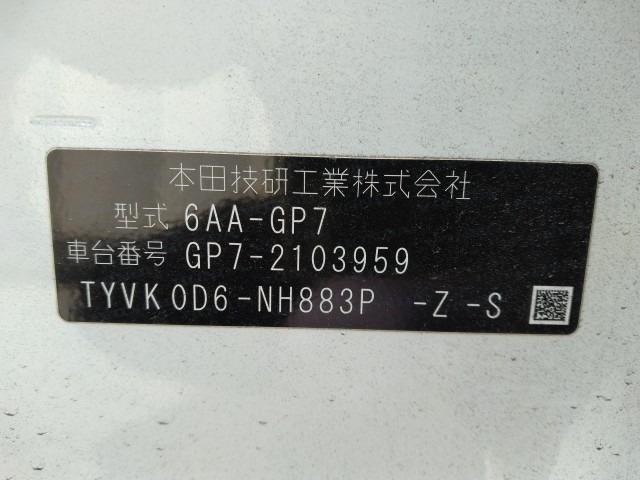 本田技研工業株式会社
型式 6AA-GP7
車台番号 GP7-2103959
TYVK0D6-NH883P -Z-S